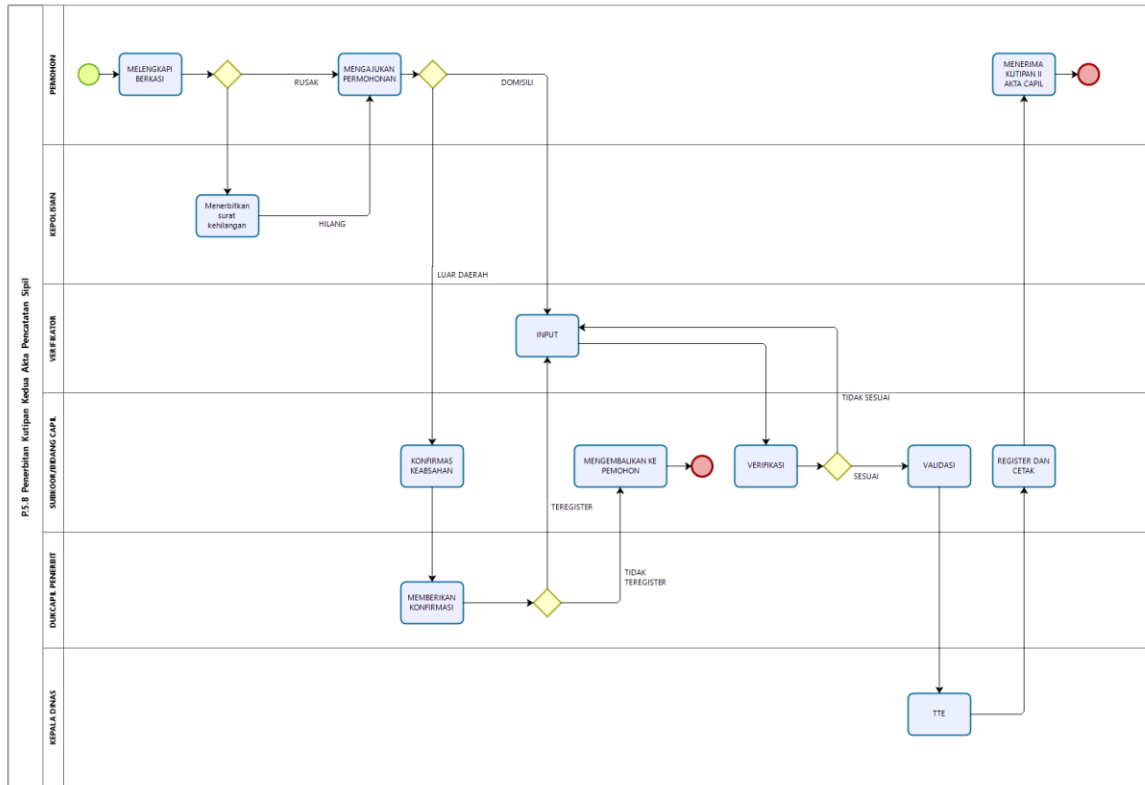 P.5.8 Penerbitan Kutipan Kedua Akta Pencatatan Sipil
PEMOHON
MELENGKAPI
BERKASI
RUSAK
MENGAJUKAN
PERMOHONAN
DOMISILI
MENERIMA
KUTIPAN II
AKTA CAPIL
KEPOLISIAN
Menerbitkan
surat
kehilangan
HILANG
LUAR DAERAH
VERIFIKATOR
INPUT
TIDAK SESUAI
SUBKOOR/BIDANG CAPIL
KONFIRMAS
KEABSAHAN
MENGEMBALIKAN KE
PEMOHON
VERIFIKASI
SESUAI
VALIDASI
REGISTER DAN
CETAK
TEREGISTER
DUKCAPIL PENERBIT
MEMBERIKAN
KONFIRMASI
TIDAK
TEREGISTER
KEPALA DINAS
TTE